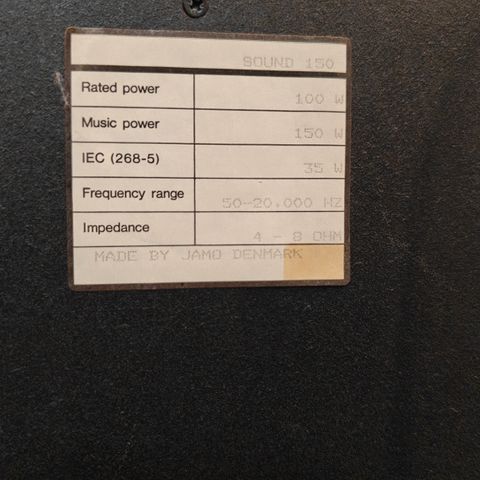 SOUND 150
Rated power 100 W
Music power 150 W
IEC (268-5) 35 W
Frequency range 50-20.000 HZ
Impedance 4 - 8 OHM
MADE BY JAMO DENMARK